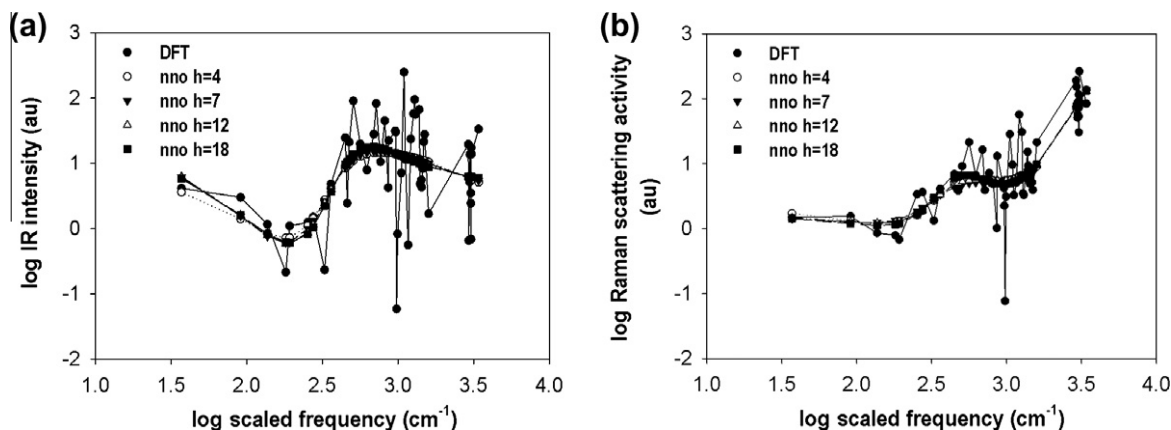 (a)
3
2
1
0
-1
-2
log IR intensity (au)
DFT
nno h=4
nno h=7
nno h=12
nno h=18
1.0 1.5 2.0 2.5 3.0 3.5 4.0
log scaled frequency (cm-1)
(b)
3
2
1
0
-1
-2
log Raman scattering activity
(au)
DFT
nno h=4
nno h=7
nno h=12
nno h=18
1.0 1.5 2.0 2.5 3.0 3.5 4.0
log scaled frequency (cm-1)